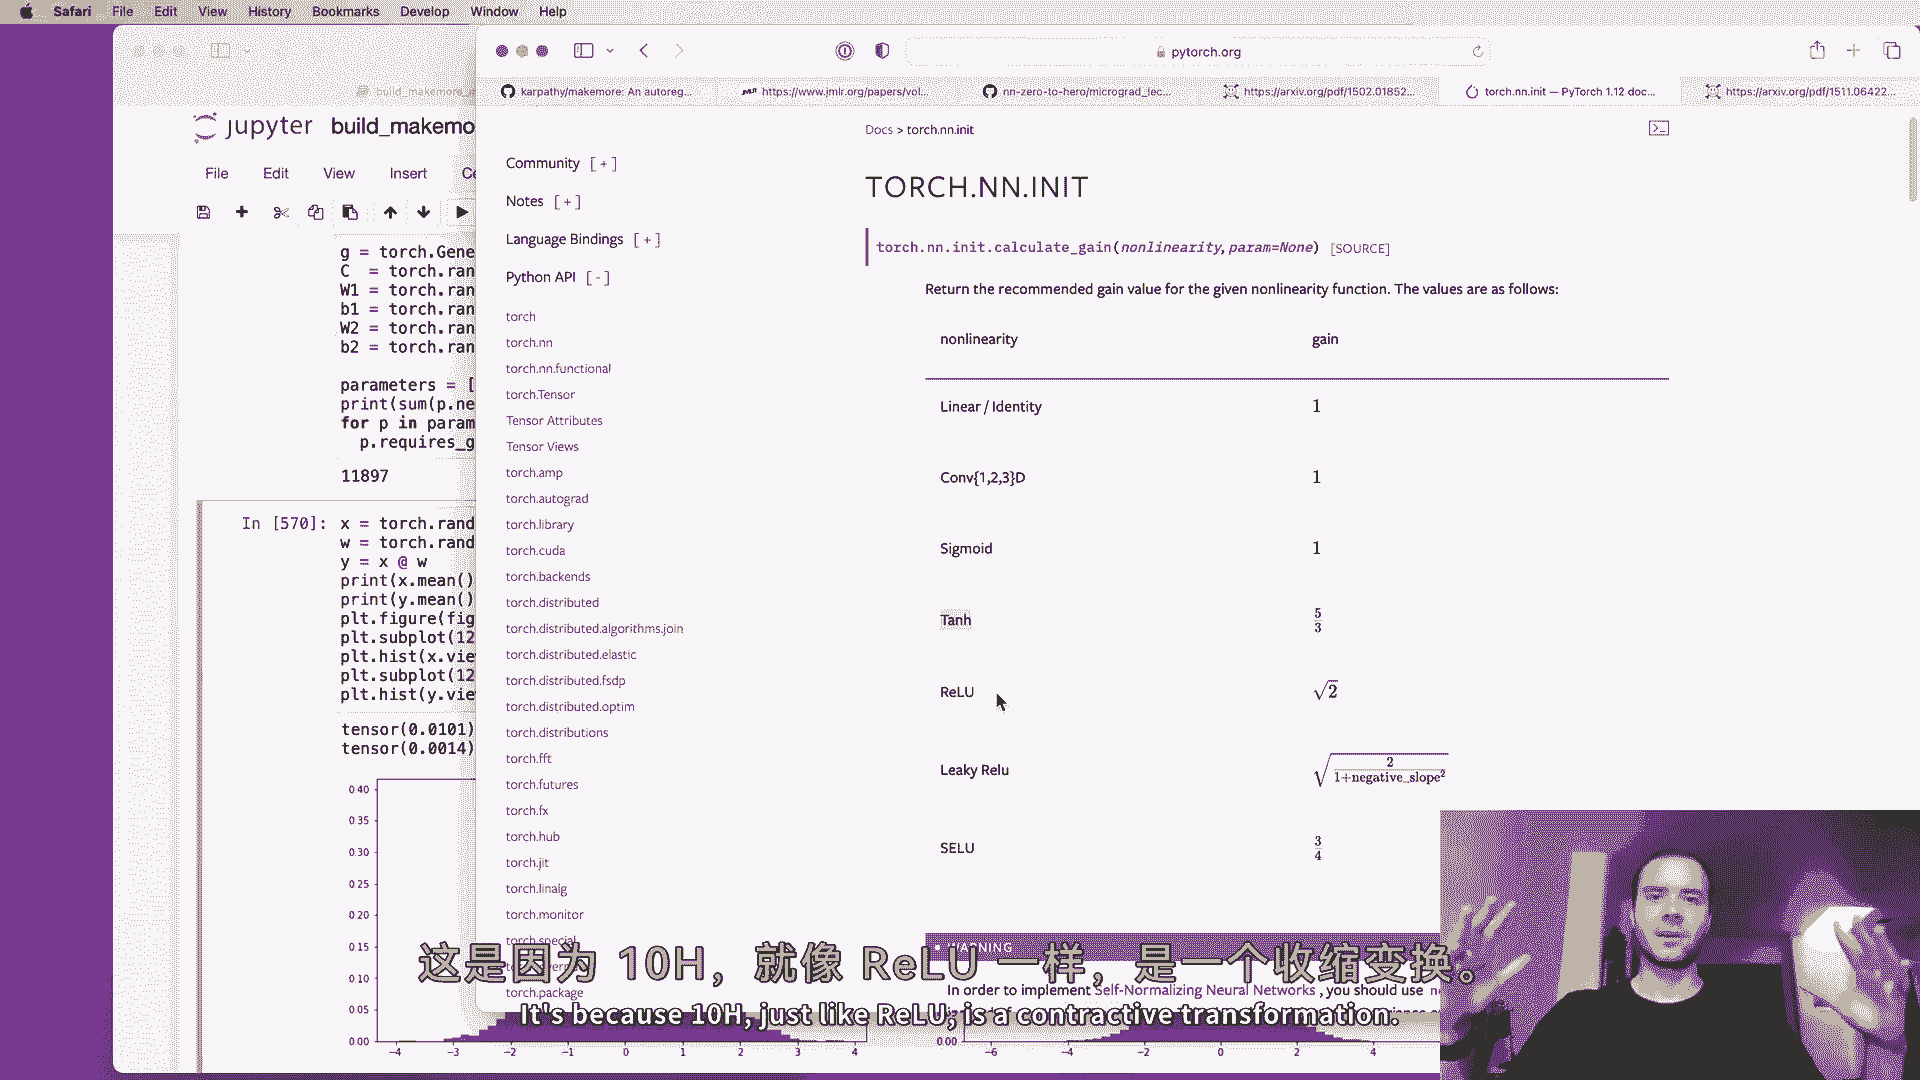 Safari File Edit View History Bookmarks Develop Window Help
pytorch.org
build_makemore_
karpathy/makemore: An autoreg...
https://www.jmlr.org/papers/vol...
nn-zero-to-hero/micrograd_lec...
https://arxiv.org/pdf/1502.01852...
torch.nn.init — PyTorch 1.12 doc...
https://arxiv.org/pdf/1511.06422...
jupyter build_makemo
File Edit View Insert Ce
g = torch.Gene
C = torch.ran
W1 = torch.ran
b1 = torch.ran
W2 = torch.ran
b2 = torch.ran
parameters = [
print(sum(p.ne
for p in param
p.requires_g
11897
In [570]: x = torch.rand
w = torch.rand
y = x @ w
print(x.mean()
print(y.mean()
plt.figure(fig
plt.subplot(12
plt.hist(x.vie
plt.subplot(12
plt.hist(y.vie
tensor(0.0101)
tensor(0.0014)
0.40
0.35
0.30
0.25
0.20
0.15
0.10
0.05
0.00
−4 −3 −2 −1 0 1 2 3 4
0.00
−6 −4 −2 0 2 4
Community [ + ]
Notes [ + ]
Language Bindings [ + ]
Python API [ - ]
torch
torch.nn
torch.nn.functional
torch.Tensor
Tensor Attributes
Tensor Views
torch.amp
torch.autograd
torch.library
torch.cuda
torch.backends
torch.distributed
torch.distributed.algorithms.join
torch.distributed.elastic
torch.distributed.fsdp
torch.distributed.optim
torch.distributions
torch.fft
torch.futures
torch.fx
torch.hub
torch.jit
torch.linalg
torch.monitor
torch.special
torch.package
Docs > torch.nn.init
TORCH.NN.INIT
torch.nn.init.calculate_gain(nonlinearity, param=None) [SOURCE]
Return the recommended gain value for the given nonlinearity function. The values are as follows:
nonlinearity gain
Linear / Identity 1
Conv{1,2,3}D 1
Sigmoid 1
Tanh 5/3
ReLU √2
Leaky Relu √(2/(1+negative_slope²))
SELU 3/4
WARNING
In order to implement Self-Normalizing Neural Networks , you should use
这是因为 10H，就像 ReLU 一样，是一个收缩变换。
It's because 10H, just like ReLU, is a contractive transformation.